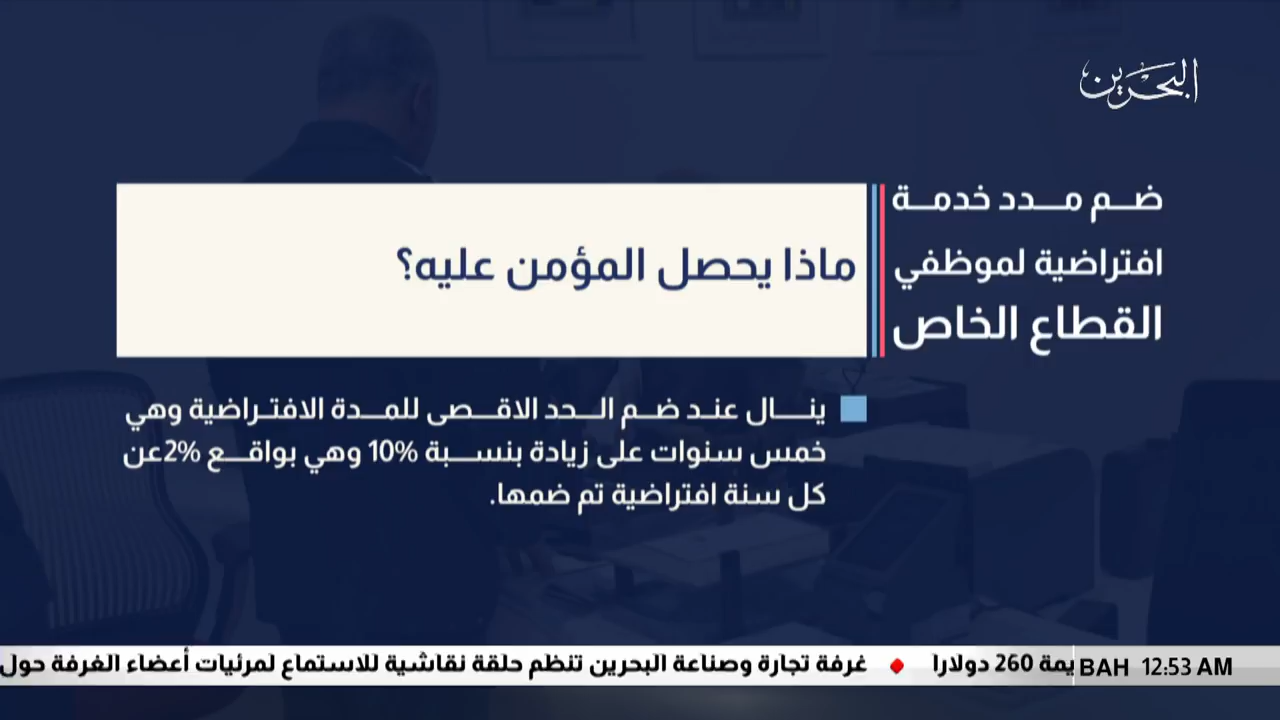 البحرين
ضم مدد خدمة
افتراضية لموظفي
القطاع الخاص
ماذا يحصل المؤمن عليه؟
ينال عند ضم الحد الاقصى للمدة الافتراضية وهي
خمس سنوات على زيادة بنسبة 10% وهي بواقع 2%عن
كل سنة افتراضية تم ضمها.
BAH 12:53 AM
يمة 260 دولارا
غرفة تجارة وصناعة البحرين تنظم حلقة نقاشية للاستماع لمرئيات أعضاء الغرفة حول